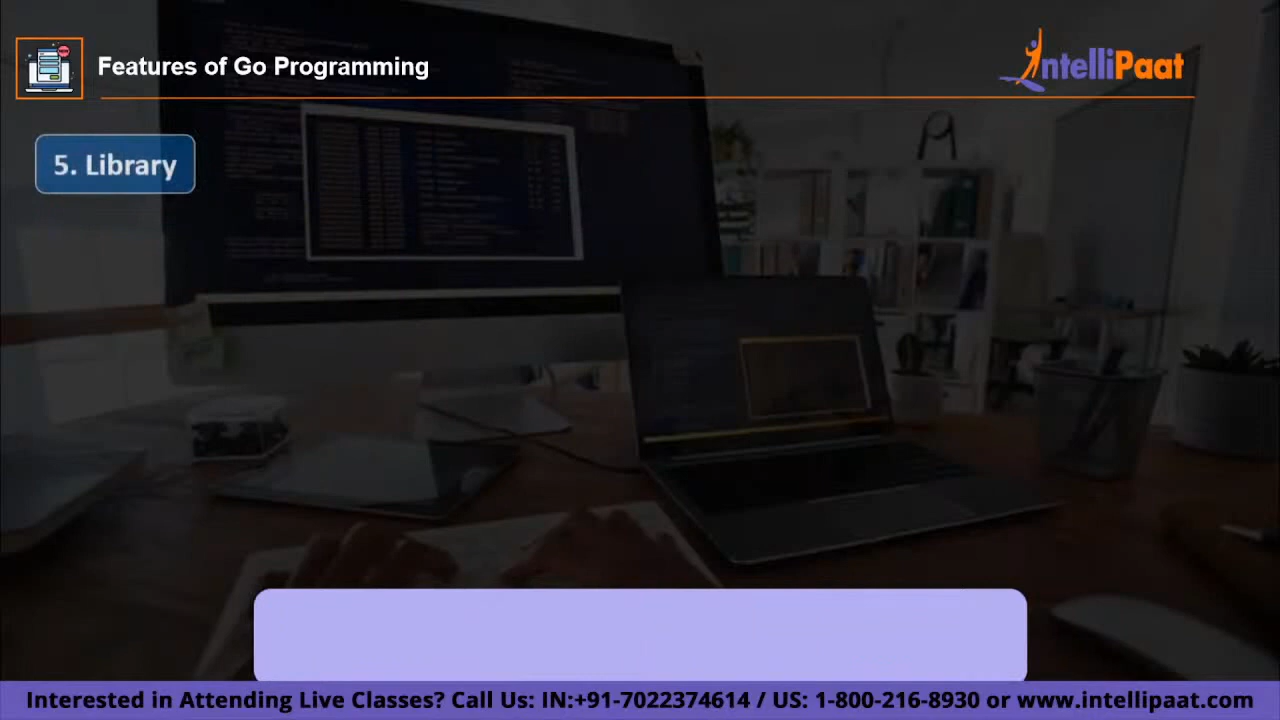 Features of Go Programming
IntelliPaat
5. Library
Interested in Attending Live Classes? Call Us: IN:+91-7022374614 / US: 1-800-216-8930 or www.intellipaat.com